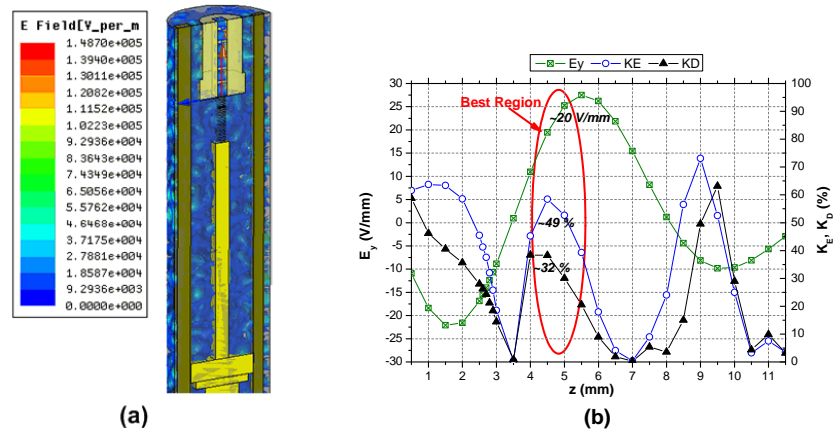 (a)
E Field[V_per_m
1.4870e+005
1.3940e+005
1.3011e+005
1.2082e+005
1.1152e+005
1.0223e+005
9.2936e+004
8.3643e+004
7.4349e+004
6.5056e+004
5.5762e+004
4.6468e+004
3.7175e+004
2.7881e+004
1.8587e+004
9.2936e+003
0.0000e+000
(a)
Ey KE KD
Best Region
~20 V/mm
~49 %
~32 %
30
25
20
15
10
5
0
-5
-10
-15
-20
-25
-30
E_y (V/mm)
100
90
80
70
60
50
40
30
20
10
0
K_E, K_D (%)
1 2 3 4 5 6 7 8 9 10 11
z (mm)
(b)